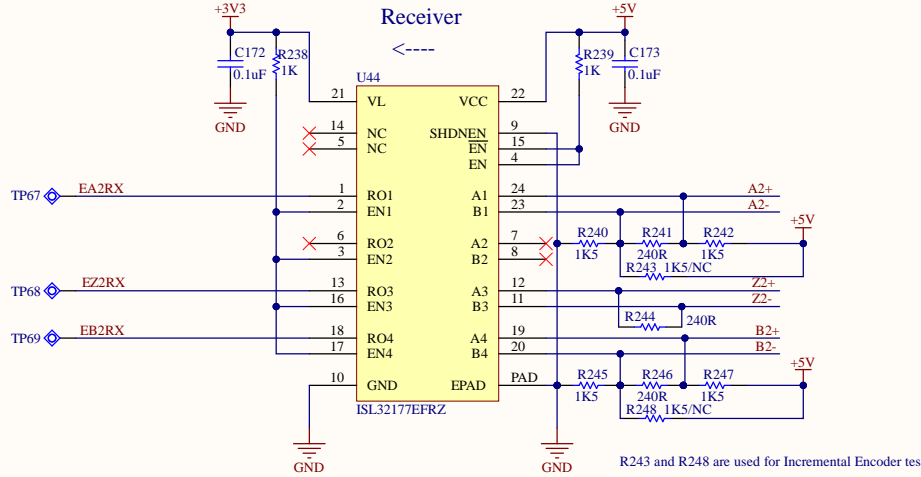 +3V3
Receiver
+5V
<----
C172
R238
0.1uF
1K
R239
C173
1K
0.1uF
U44
GND
21 VL VCC 22
GND
14 NC SHDNEN 9
5 NC EN 15
EN 4
TP67 EA2RX 1 RO1 A1 24 A2+
2 EN1 B1 23 A2-
+5V
6 RO2 A2 7 R240 R241 R242
3 EN2 B2 8 1K5 240R 1K5
R243 1K5/NC
TP68 EZ2RX 13 RO3 A3 12 Z2+
16 EN3 B3 11 Z2-
R244 240R
TP69 EB2RX 18 RO4 A4 19 B2+
17 EN4 B4 20 B2-
+5V
10 GND EPAD PAD R245 R246 R247
1K5 240R 1K5
ISL32177EFRZ
R248 1K5/NC
GND
GND
R243 and R248 are used for Incremental Encoder tes